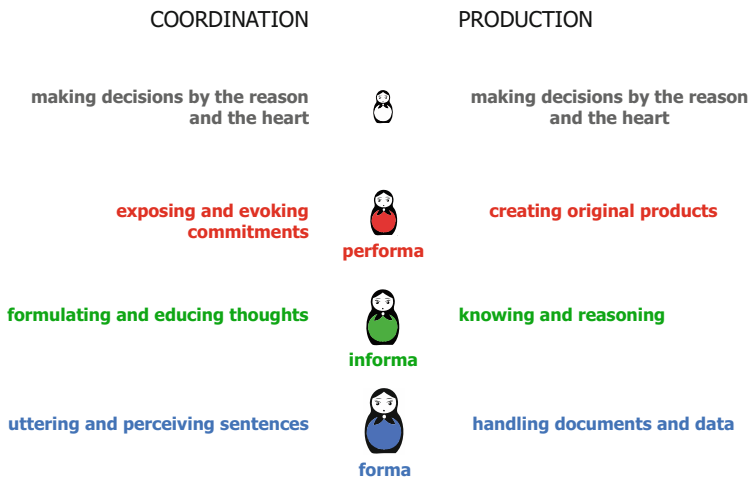 COORDINATION
PRODUCTION
making decisions by the reason
and the heart
making decisions by the reason
and the heart
exposing and evoking
commitments
creating original products
performa
formulating and educing thoughts
knowing and reasoning
informa
uttering and perceiving sentences
handling documents and data
forma